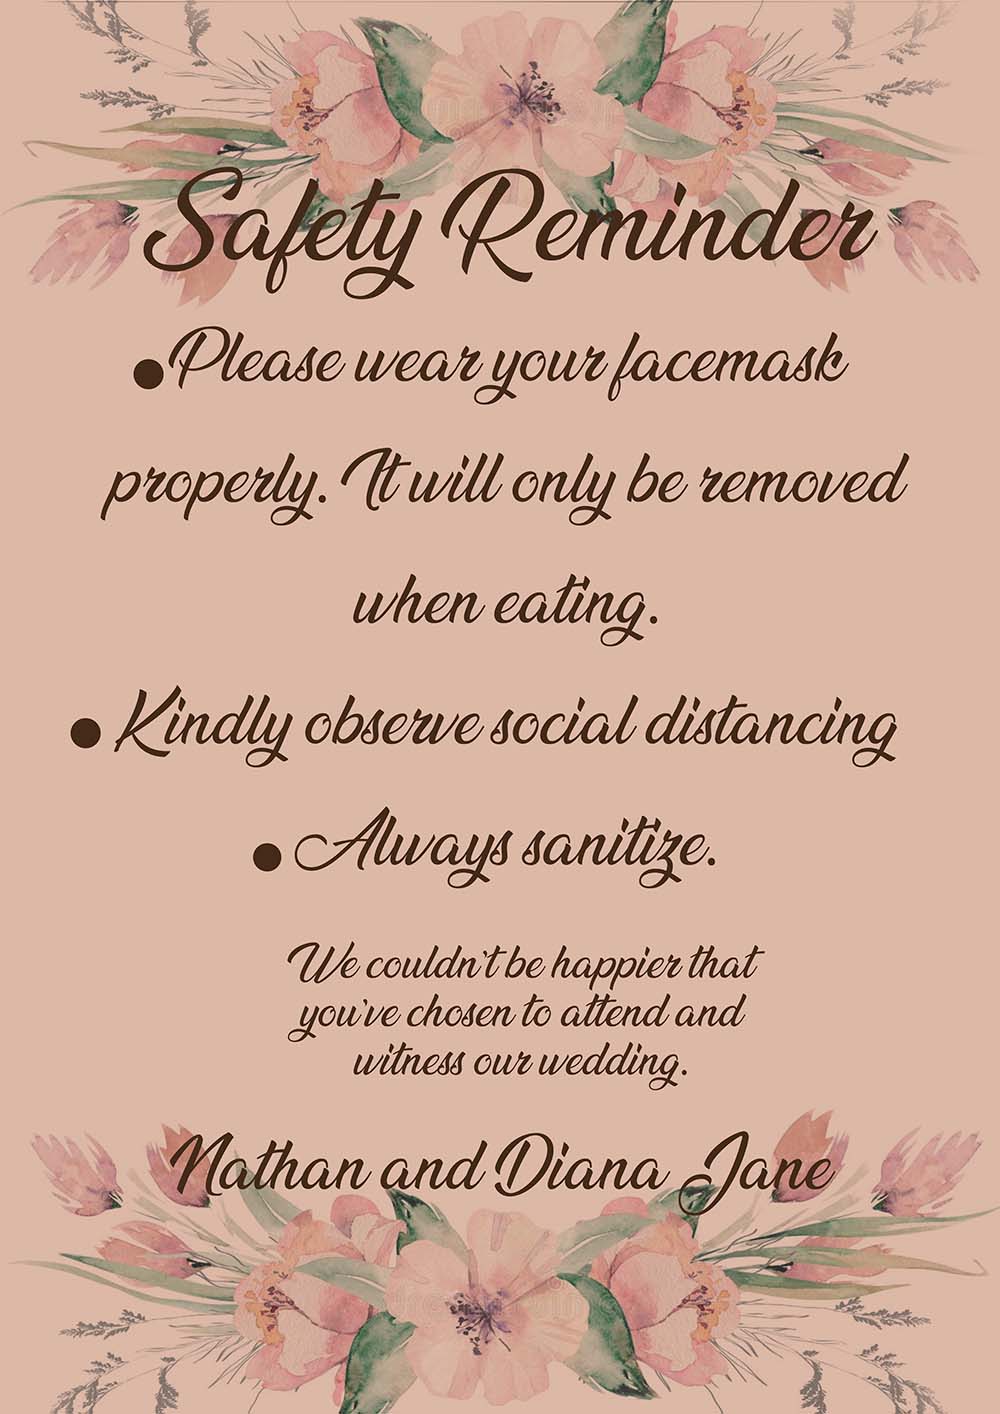 Safety Reminder
• Please wear your facemask
properly. It will only be removed
when eating.
• Kindly observe social distancing
• Always sanitize.
We couldn't be happier that
you've chosen to attend and
witness our wedding.
Nathan and Diana Jane